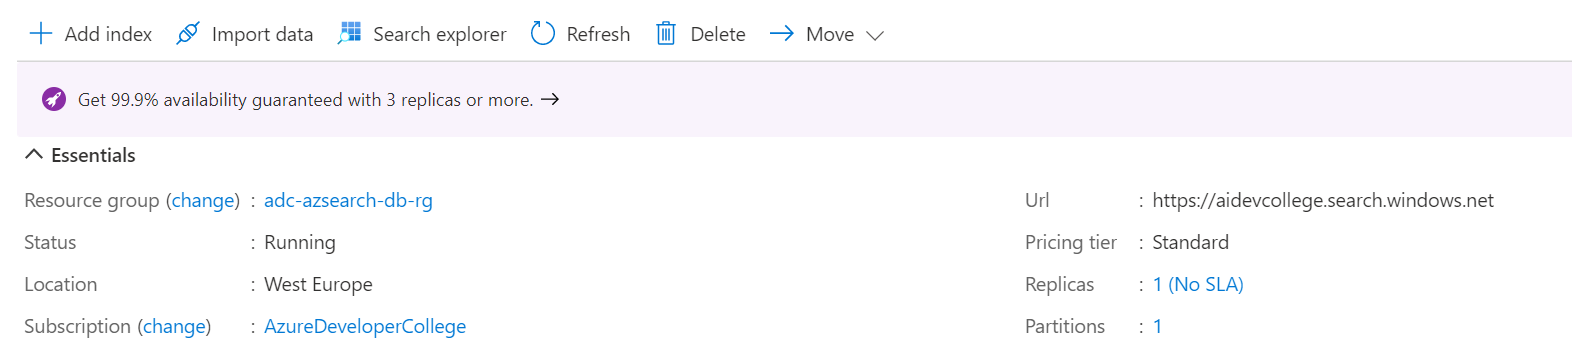 Add index Import data Search explorer Refresh Delete Move
Get 99.9% availability guaranteed with 3 replicas or more. →
Essentials
Resource group (change) : adc-azsearch-db-rg
Status : Running
Location : West Europe
Subscription (change) : AzureDeveloperCollege
Url : https://aidevcollege.search.windows.net
Pricing tier : Standard
Replicas : 1 (No SLA)
Partitions : 1